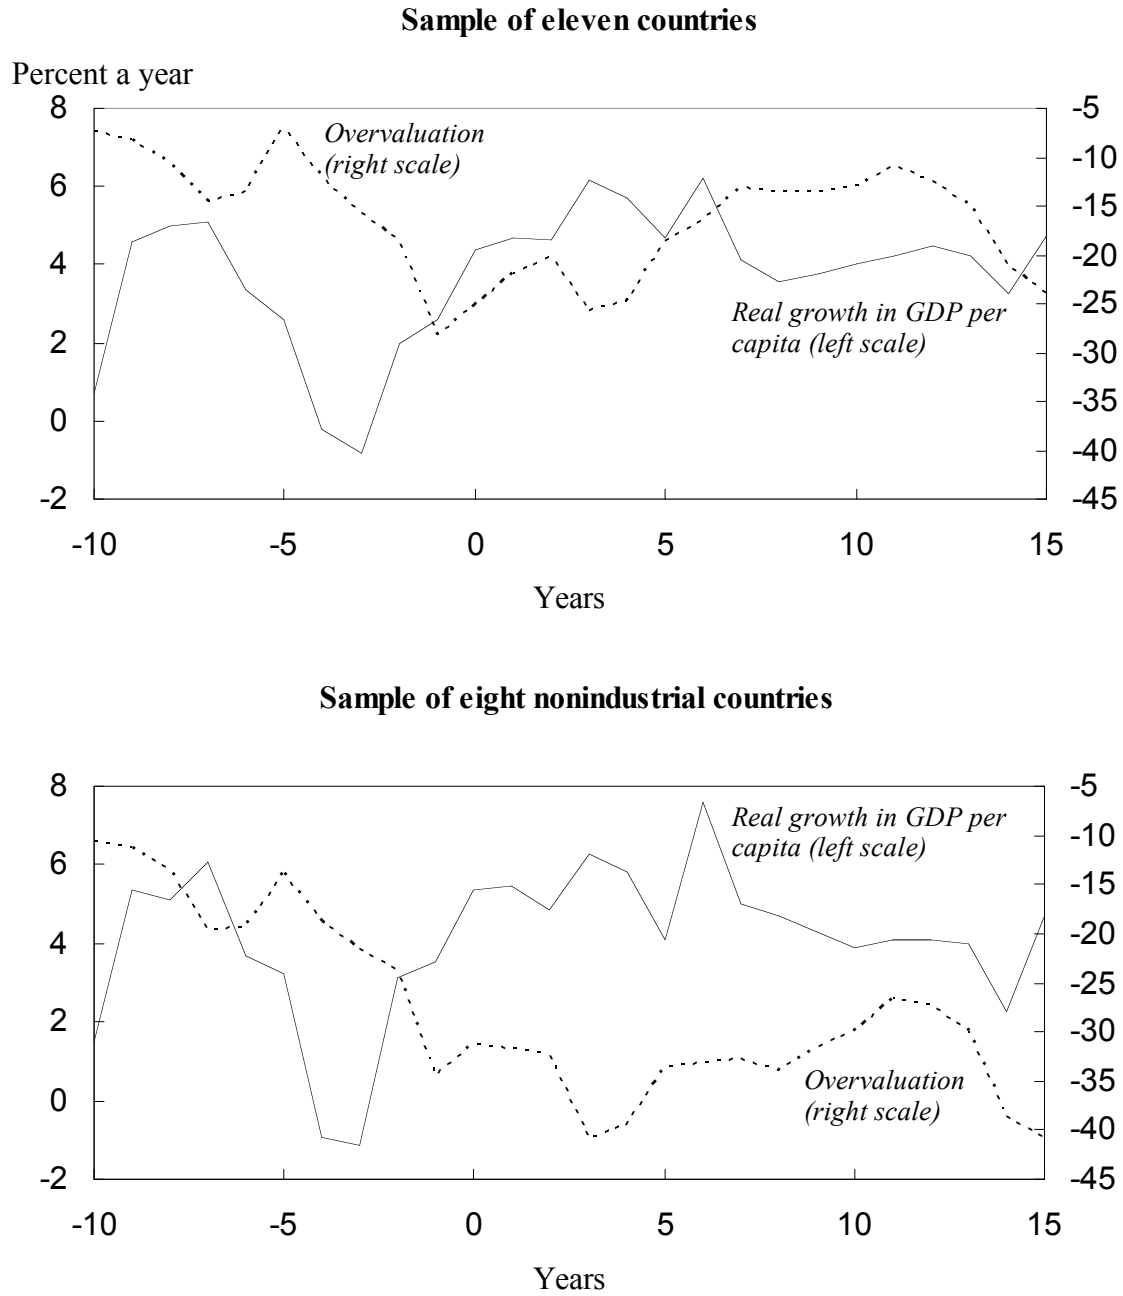 Sample of eleven countries
Percent a year
8
6
4
2
0
-2
-5
-10
-15
-20
-25
-30
-35
-40
-45
Overvaluation
(right scale)
Real growth in GDP per
capita (left scale)
-10 -5 0 5 10 15
Years
Sample of eight nonindustrial countries
8
6
4
2
0
-2
-5
-10
-15
-20
-25
-30
-35
-40
-45
Real growth in GDP per
capita (left scale)
Overvaluation
(right scale)
-10 -5 0 5 10 15
Years